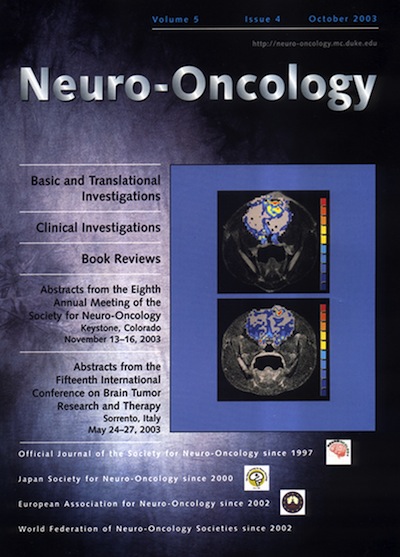 Volume 5 Issue 4 October 2003
http://neuro-oncology.mc.duke.edu
Neuro-Oncology
Basic and Translational
Investigations
Clinical Investigations
Book Reviews
Abstracts from the Eighth
Annual Meeting of the
Society for Neuro-Oncology
Keystone, Colorado
November 13–16, 2003
Abstracts from the
Fifteenth International
Conference on Brain Tumor
Research and Therapy
Sorrento, Italy
May 24–27, 2003
Official Journal of the Society for Neuro-Oncology since 1997
Japan Society for Neuro-Oncology since 2000
European Association for Neuro-Oncology since 2002
World Federation of Neuro-Oncology Societies since 2002